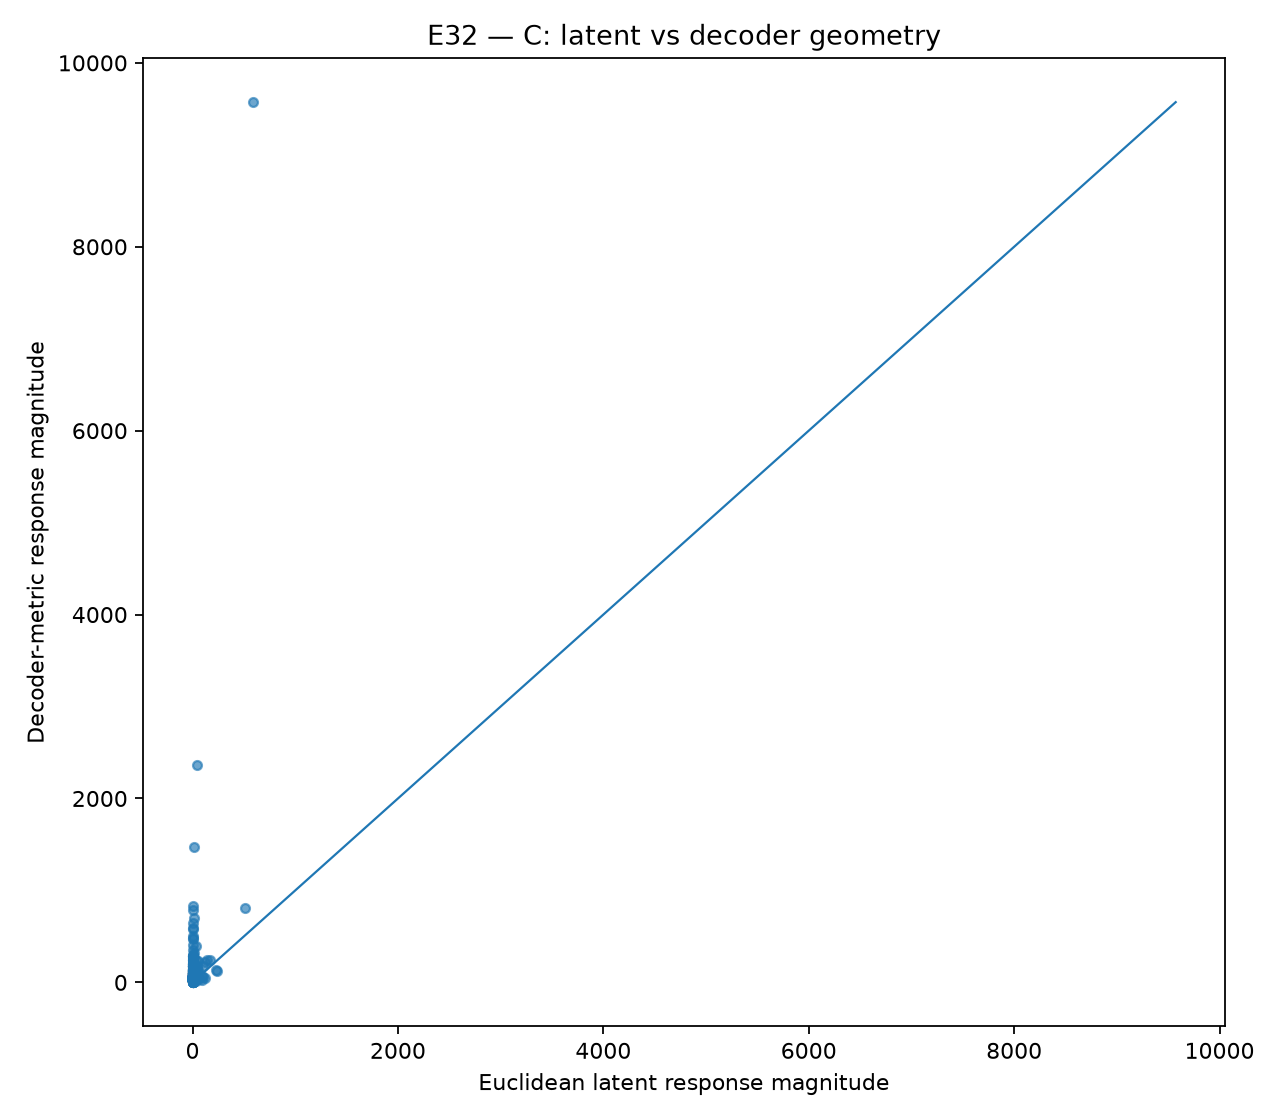 E32 — C: latent vs decoder geometry
10000
8000
6000
4000
2000
0
Decoder-metric response magnitude
0 2000 4000 6000 8000 10000
Euclidean latent response magnitude